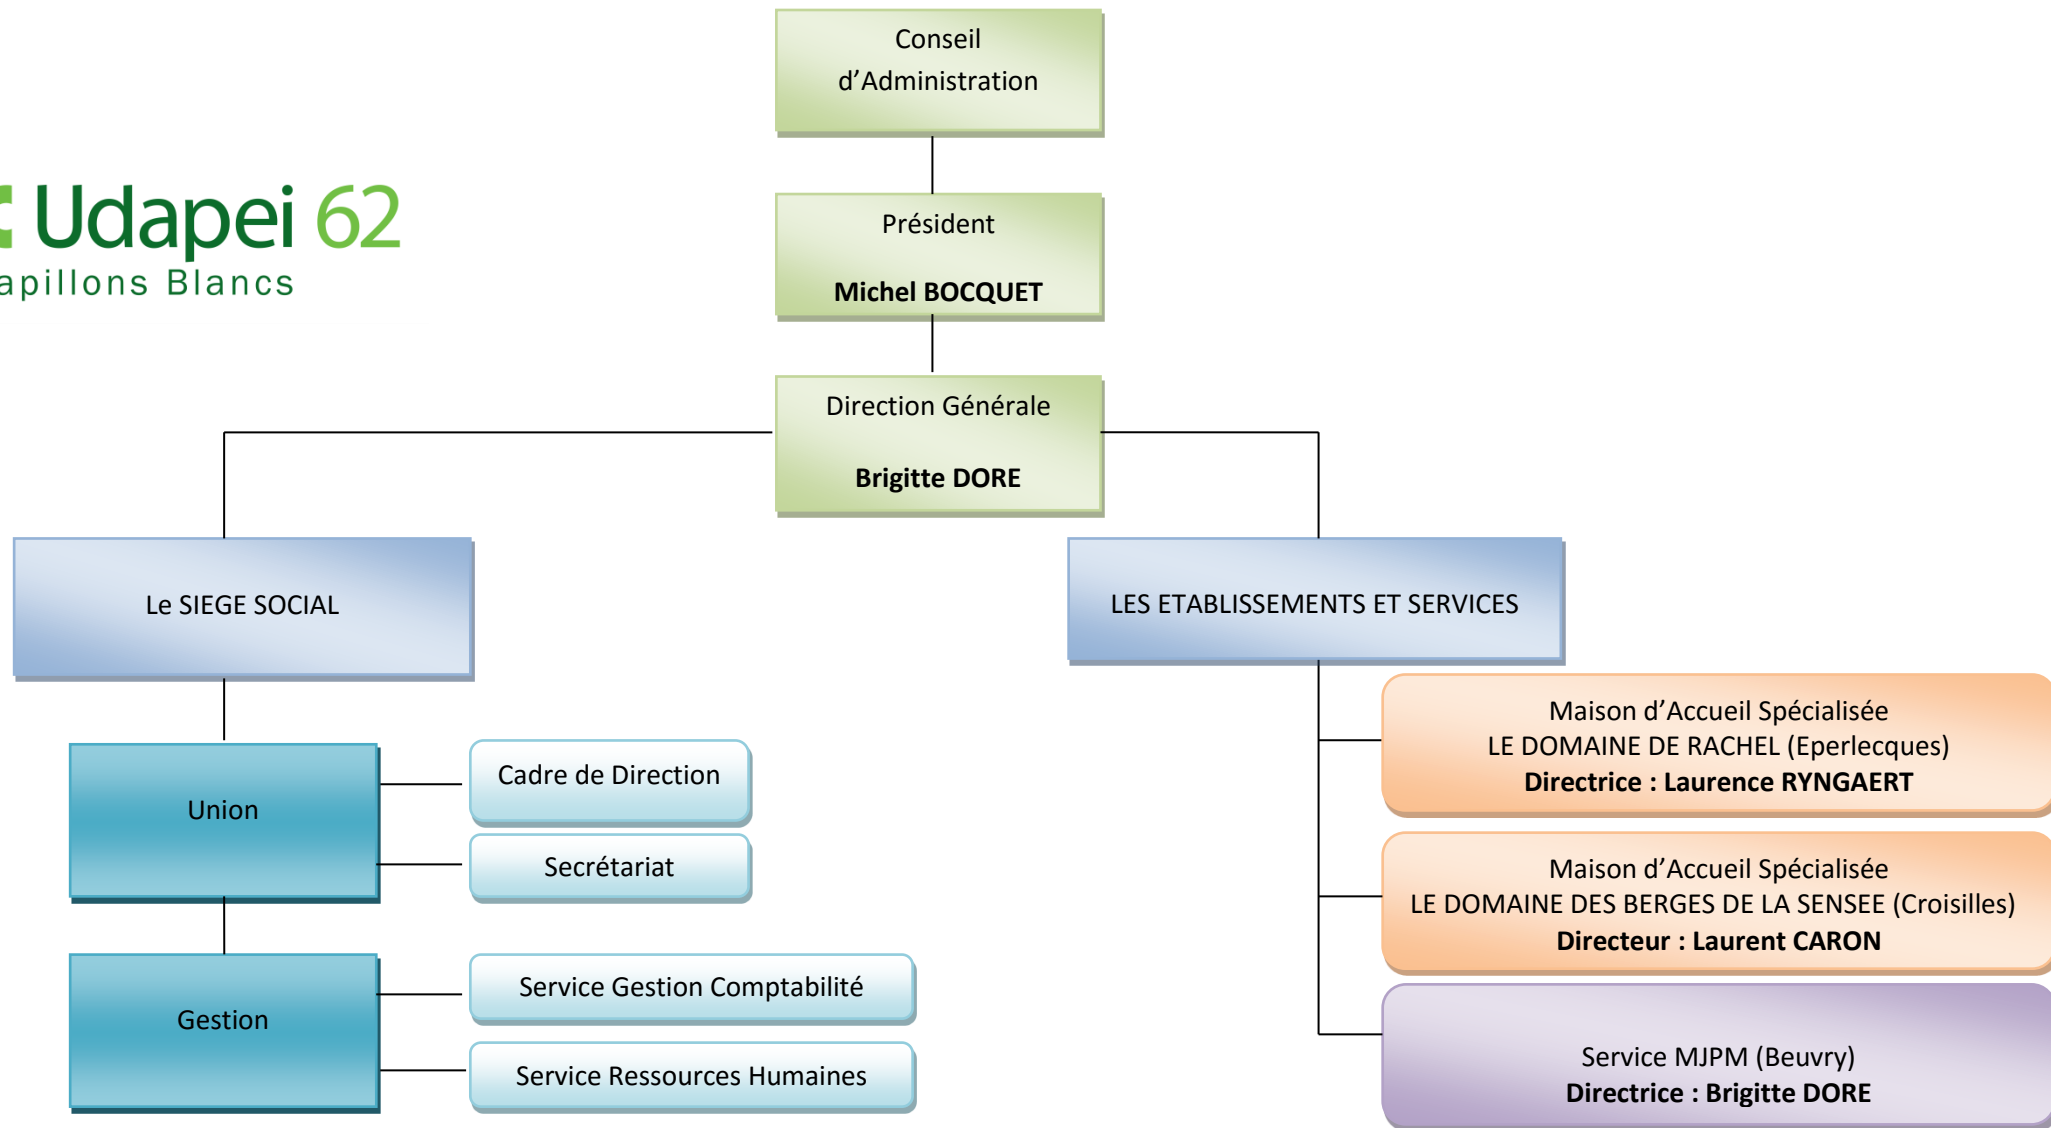 Conseil
d’Administration
Udapei 62
apillons Blancs
Président
Michel BOCQUET
Direction Générale
Brigitte DORE
Le SIEGE SOCIAL
LES ETABLISSEMENTS ET SERVICES
Union
Cadre de Direction
Secrétariat
Gestion
Service Gestion Comptabilité
Service Ressources Humaines
Maison d’Accueil Spécialisée
LE DOMAINE DE RACHEL (Eperlecques)
Directrice : Laurence RYNGAERT
Maison d’Accueil Spécialisée
LE DOMAINE DES BERGES DE LA SENSEE (Croisilles)
Directeur : Laurent CARON
Service MJPM (Beuvry)
Directrice : Brigitte DORE